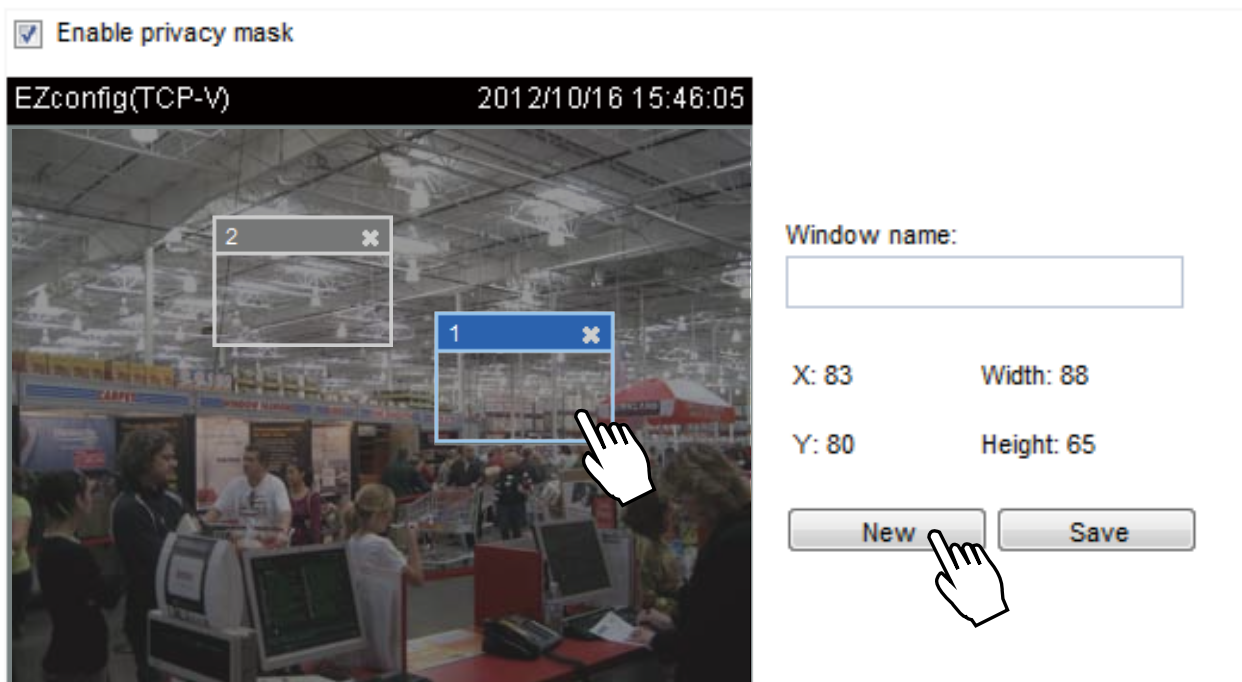 Enable privacy mask
EZconfig(TCP-V) 2012/10/16 15:46:05
2
1
Window name:
CARPET
X: 83 Width: 88
Y: 80 Height: 65
New Save